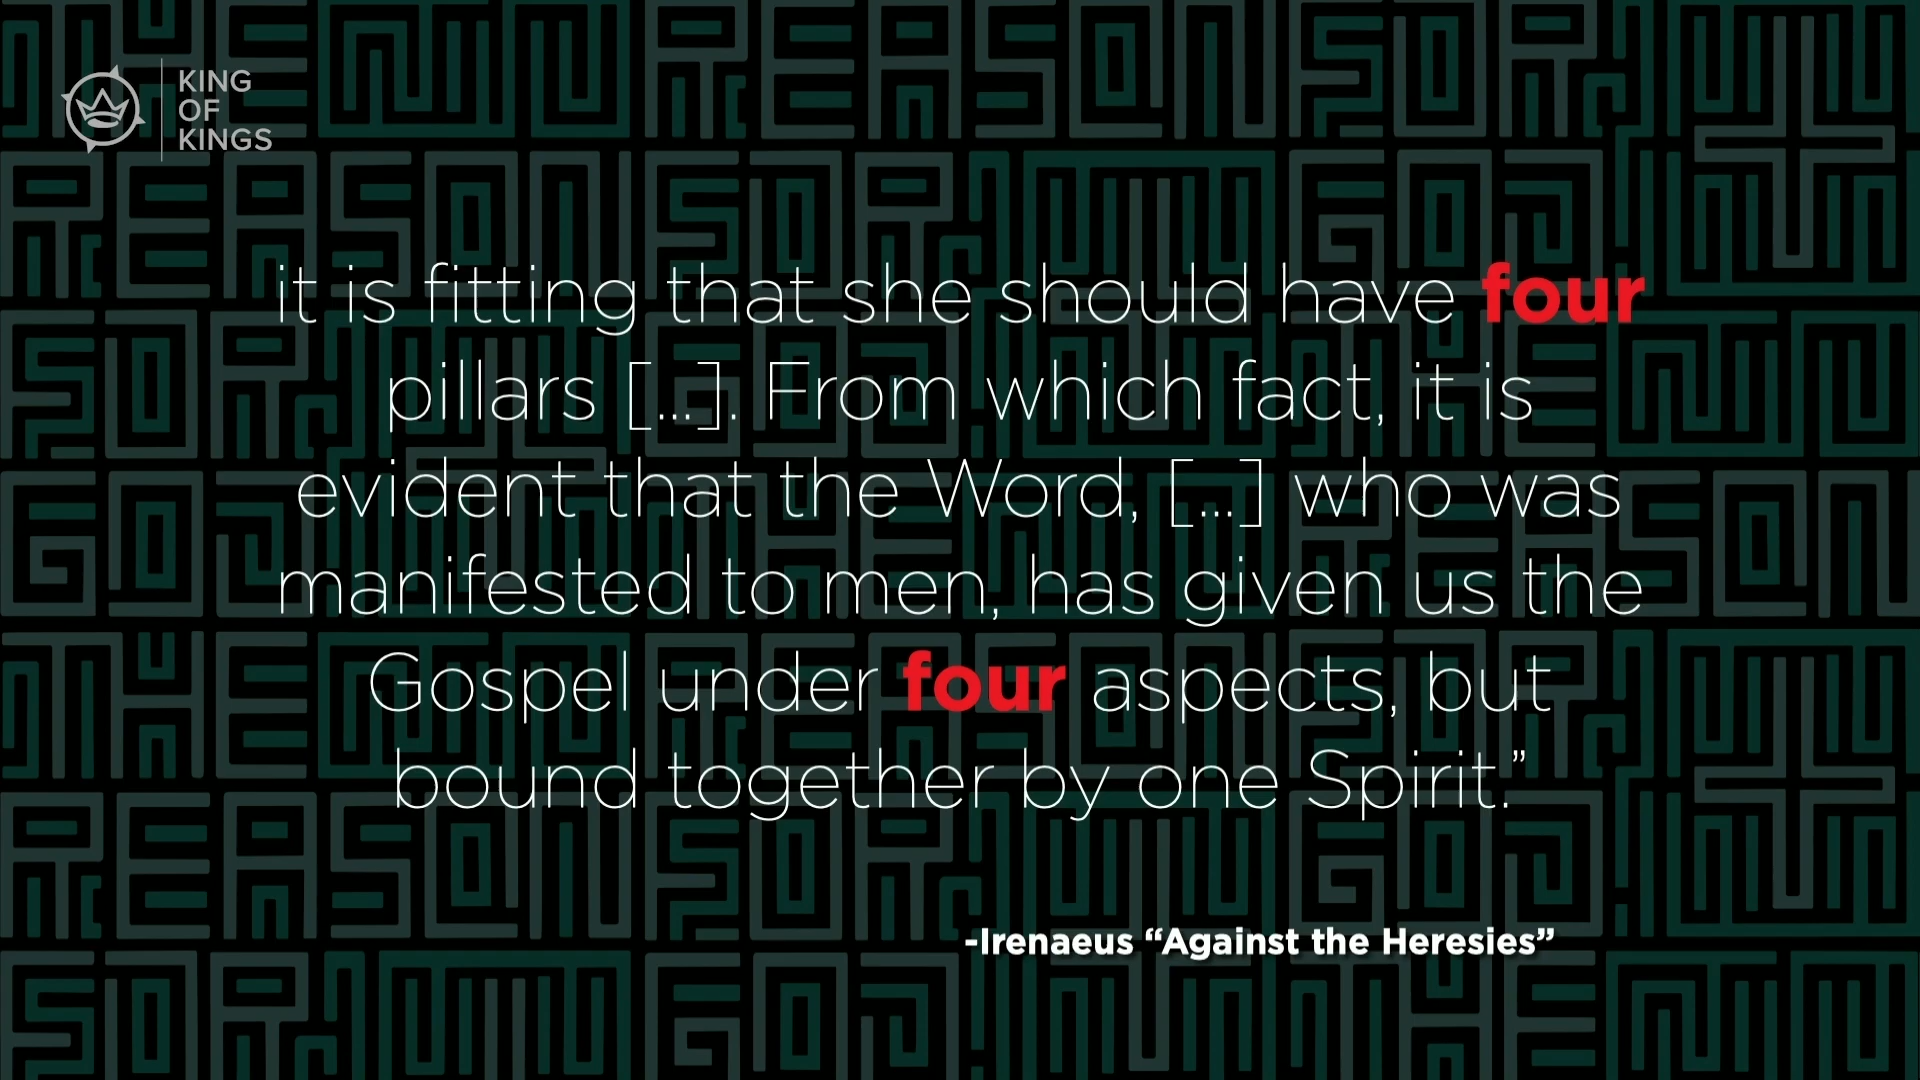 KING
OF
KINGS
it is fitting that she should have four
pillars [...]. From which fact, it is
evident that the Word, [...] who was
manifested to men, has given us the
Gospel under four aspects, but
bound together by one Spirit.”
-Irenaeus “Against the Heresies”